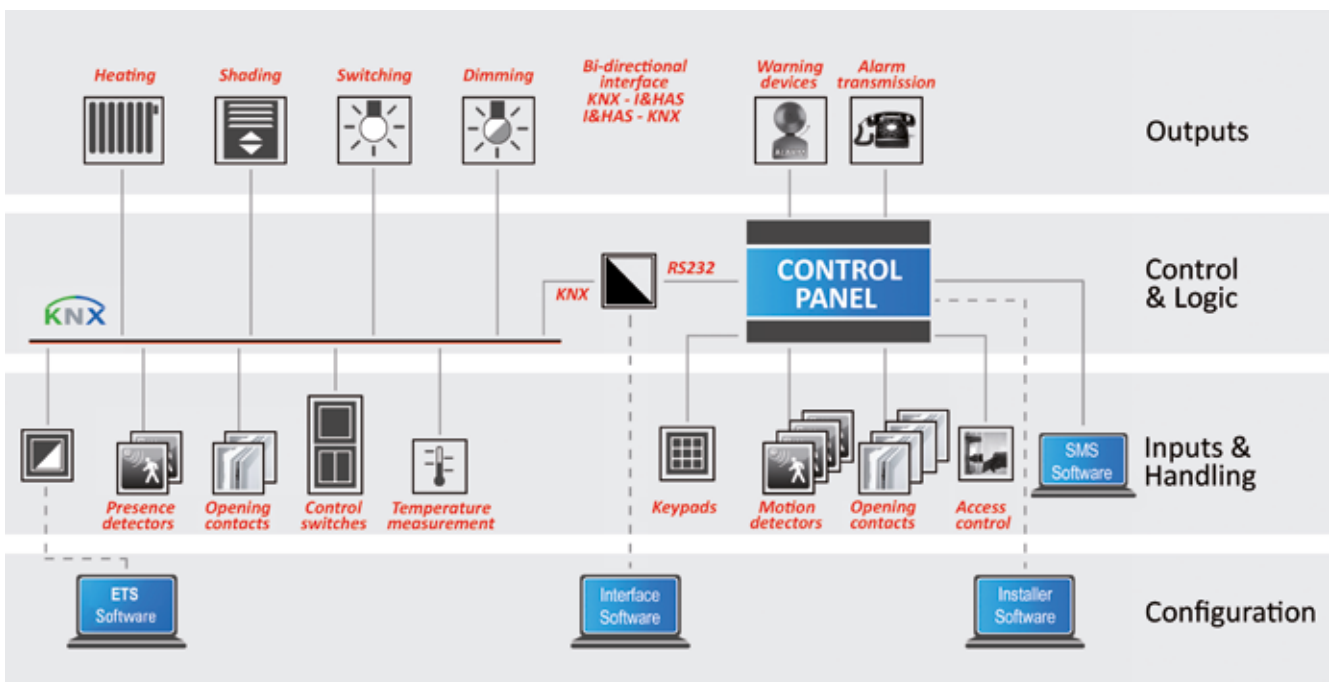 Heating
Shading
Switching
Dimming
Bi-directional
interface
KNX - I&HAS
I&HAS - KNX
Warning
devices
Alarm
transmission
Outputs
KNX
KNX
RS232
CONTROL
PANEL
Control
& Logic
Presence
detectors
Opening
contacts
Control
switches
Temperature
measurement
Keypads
Motion
detectors
Opening
contacts
Access
control
SMS
Software
Inputs &
Handling
ETS
Software
Interface
Software
Installer
Software
Configuration